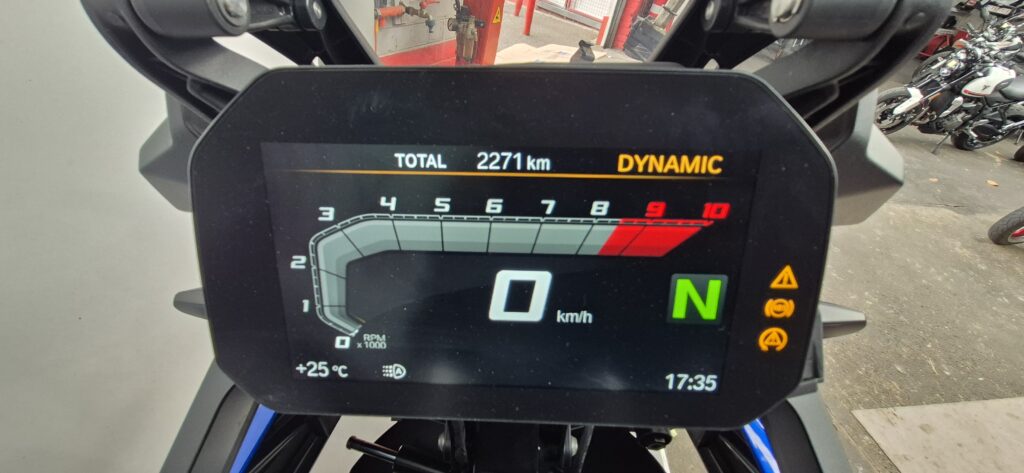 TOTAL 2271 km DYNAMIC
3 4 5 6 7 8 9 10
2
1
0 km/h N
0 RPM x 1000
+25 °C A
17:35